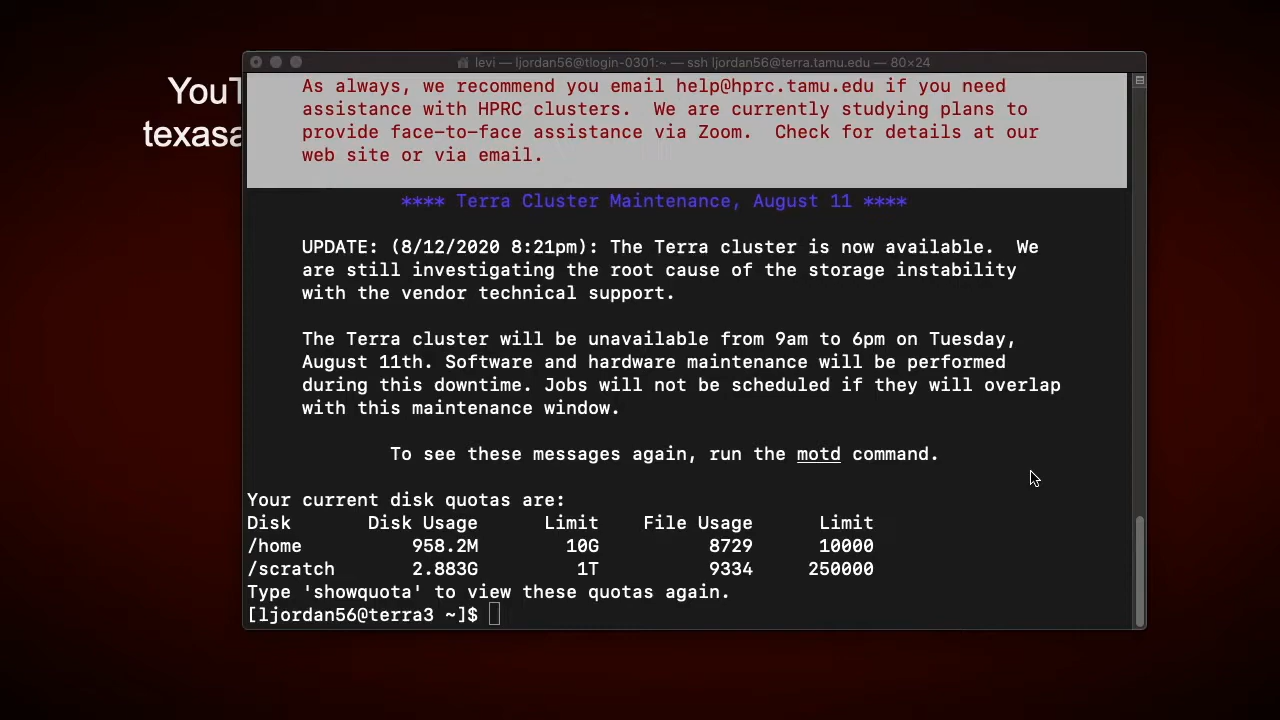 YouT
texasa
levi — ljordan56@tlogin-0301:~ — ssh ljordan56@terra.tamu.edu — 80×24
As always, we recommend you email help@hprc.tamu.edu if you need
assistance with HPRC clusters.  We are currently studying plans to
provide face-to-face assistance via Zoom.  Check for details at our
web site or via email.
**** Terra Cluster Maintenance, August 11 ****
UPDATE: (8/12/2020 8:21pm): The Terra cluster is now available.  We
are still investigating the root cause of the storage instability
with the vendor technical support.
The Terra cluster will be unavailable from 9am to 6pm on Tuesday,
August 11th. Software and hardware maintenance will be performed
during this downtime. Jobs will not be scheduled if they will overlap
with this maintenance window.
To see these messages again, run the motd command.
Your current disk quotas are:
Disk       Disk Usage      Limit    File Usage      Limit
/home          958.2M        10G          8729      10000
/scratch       2.883G         1T          9334     250000
Type 'showquota' to view these quotas again.
[ljordan56@terra3 ~]$